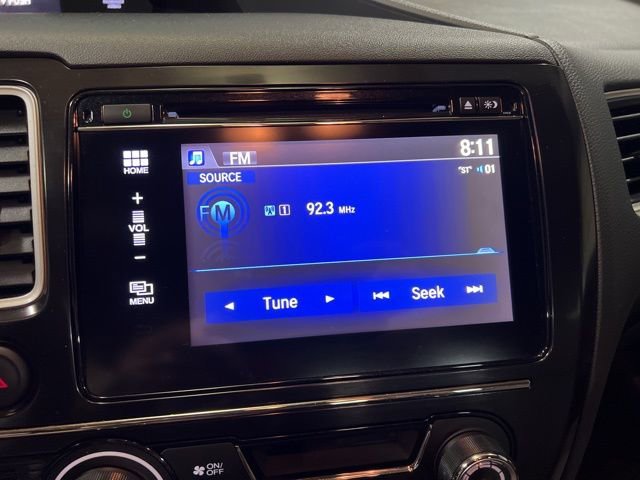 FM
8:11
SOURCE
"ST" 01
HOME
FM
1
92.3 MHz
+
VOL
−
MENU
Tune
Seek
ON/
OFF